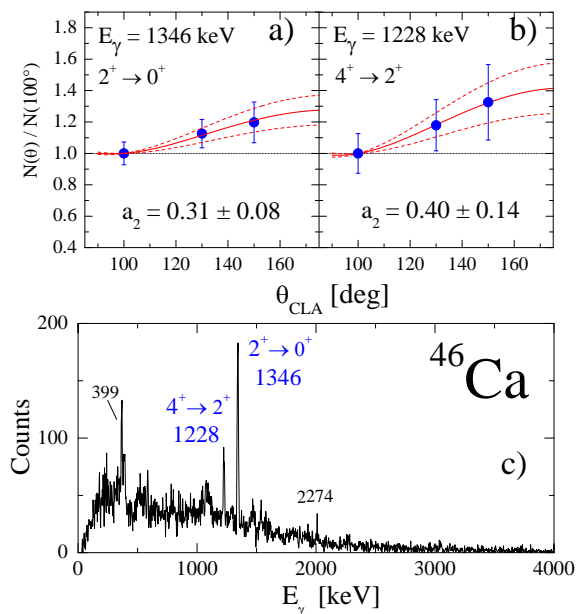 E_γ = 1346 keV a)
2⁺→0⁺
a₂ = 0.31 ± 0.08
N(θ) / N(100°)
1.8
1.6
1.4
1.2
1.0
0.8
0.6
0.4
100 120 140 160
E_γ = 1228 keV b)
4⁺→2⁺
a₂ = 0.40 ± 0.14
100 120 140 160
θ_CLA [deg]
200
100
0
Counts
2⁺→0⁺
1346
⁴⁶Ca
399
4⁺→2⁺
1228
c)
2274
0 1000 2000 3000 4000
E_γ [keV]